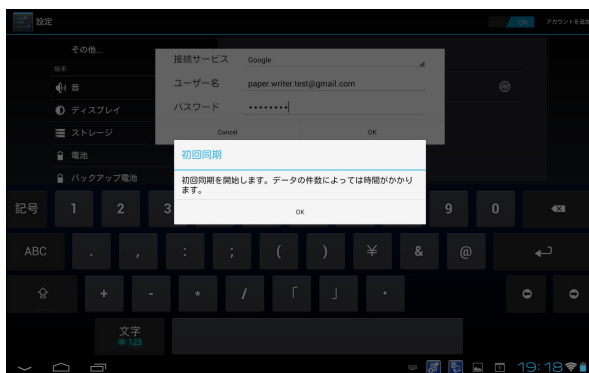 設定
ON
アカウントを追加
その他...
端末
音
ディスプレイ
ストレージ
電池
バックアップ電池
接続サービス Google
ユーザー名 paper.writer.test@gmail.com
パスワード ••••••••
Cancel OK
初回同期
初回同期を開始します。データの件数によっては時間がかかり
ます。
OK
記号 1 2 3 9 0
ABC . , : ; ( ) ¥ & @
+ - * / 「 」 ・
文字
半 123
19:18